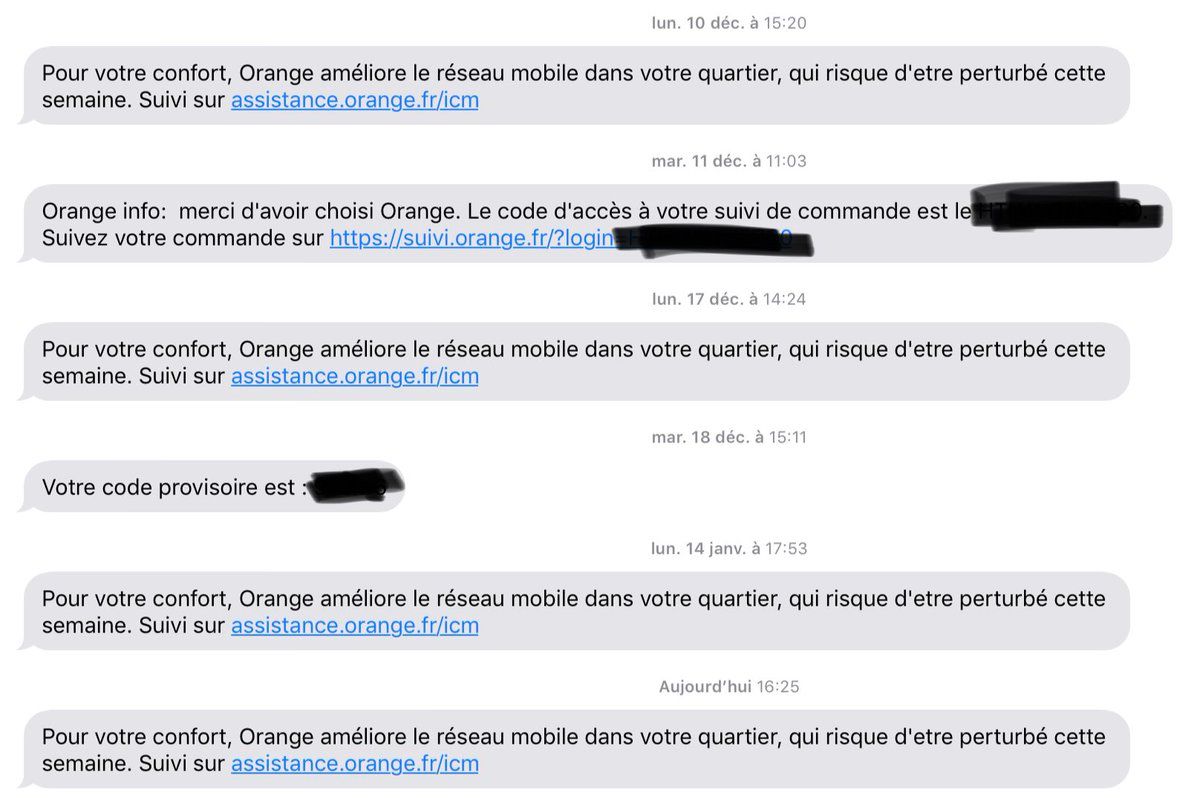 lun. 10 déc. à 15:20
Pour votre confort, Orange améliore le réseau mobile dans votre quartier, qui risque d'etre perturbé cette
semaine. Suivi sur assistance.orange.fr/icm
mar. 11 déc. à 11:03
Orange info:  merci d'avoir choisi Orange. Le code d'accès à votre suivi de commande est le
Suivez votre commande sur https://suivi.orange.fr/?login
lun. 17 déc. à 14:24
Pour votre confort, Orange améliore le réseau mobile dans votre quartier, qui risque d'etre perturbé cette
semaine. Suivi sur assistance.orange.fr/icm
mar. 18 déc. à 15:11
Votre code provisoire est :
lun. 14 janv. à 17:53
Pour votre confort, Orange améliore le réseau mobile dans votre quartier, qui risque d'etre perturbé cette
semaine. Suivi sur assistance.orange.fr/icm
Aujourd’hui 16:25
Pour votre confort, Orange améliore le réseau mobile dans votre quartier, qui risque d'etre perturbé cette
semaine. Suivi sur assistance.orange.fr/icm